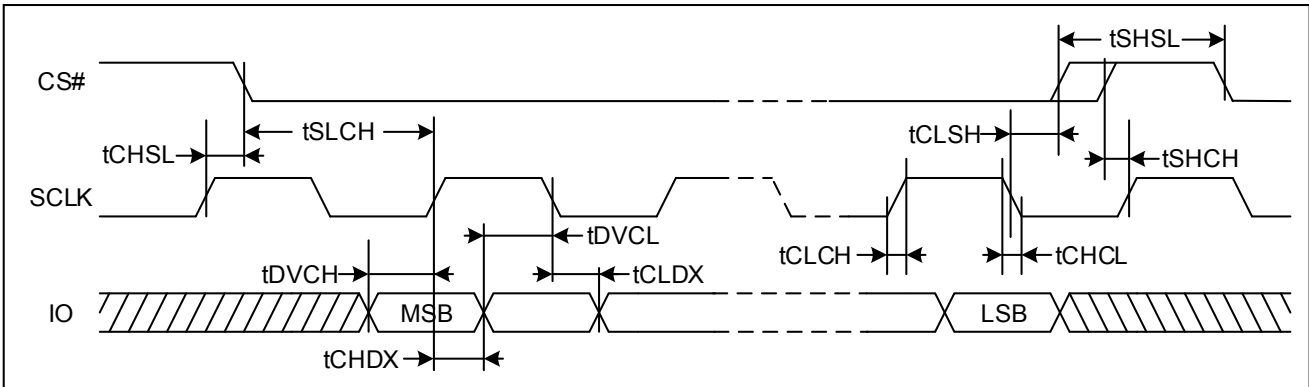 tSHSL
CS#
tSLCH
tCLSH
tCHSL
tSHCH
SCLK
tDVCL
tCLCH
tCHCL
tDVCH
tCLDX
IO
MSB
LSB
tCHDX